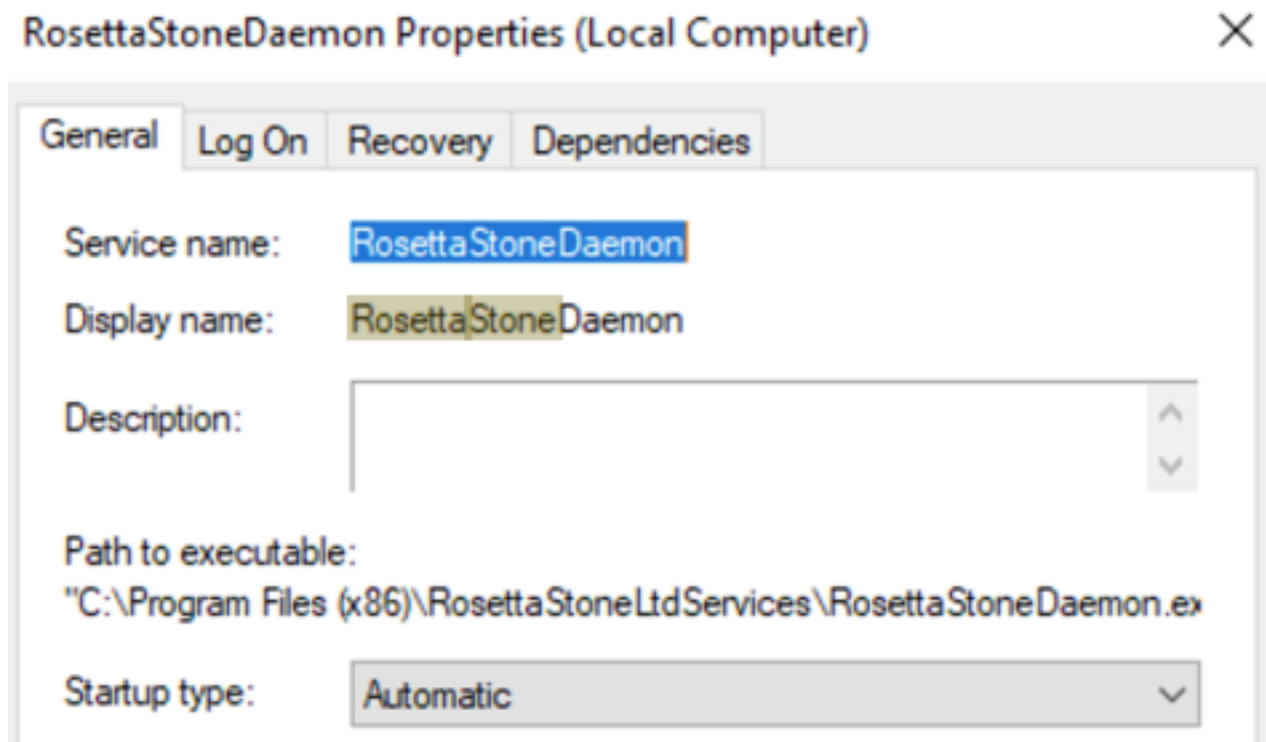 RosettaStoneDaemon Properties (Local Computer)
General Log On Recovery Dependencies
Service name: RosettaStoneDaemon
Display name: RosettaStoneDaemon
Description:
Path to executable:
"C:\Program Files (x86)\RosettaStoneLtdServices\RosettaStoneDaemon.ex
Startup type: Automatic